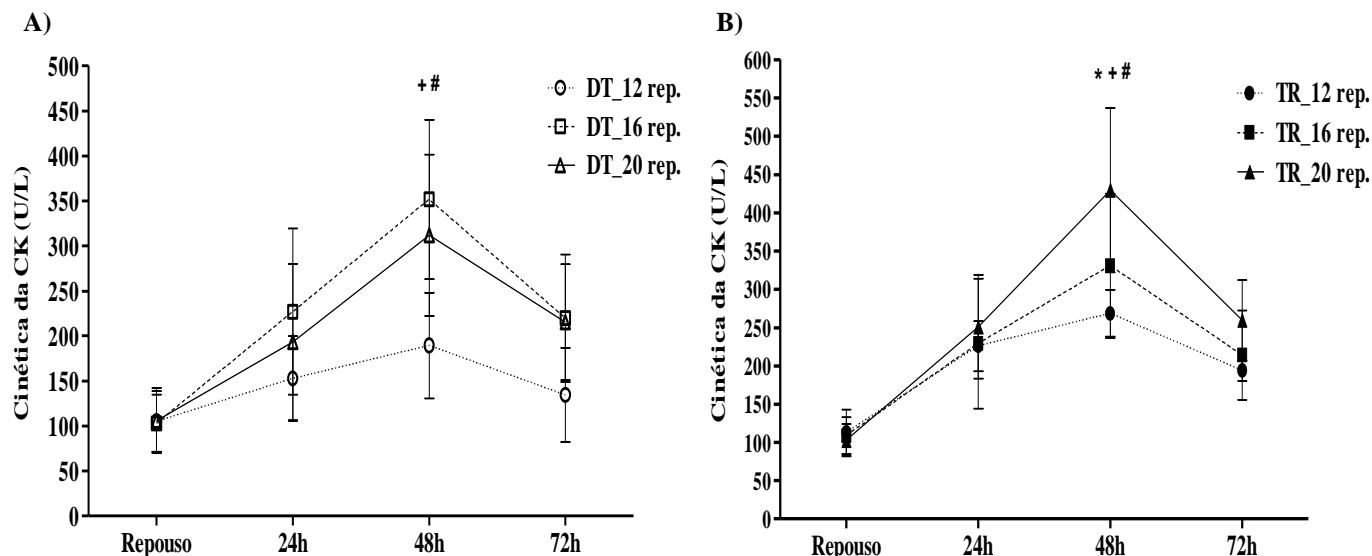 A)
Cinética da CK (U/L)
500
450
400
350
300
250
200
150
100
50
0
Repouso 24h 48h 72h
+ #
DT_12 rep.
DT_16 rep.
DT_20 rep.
B)
Cinética da CK (U/L)
600
550
500
450
400
350
300
250
200
150
100
50
0
Repouso 24h 48h 72h
* + #
TR_12 rep.
TR_16 rep.
TR_20 rep.